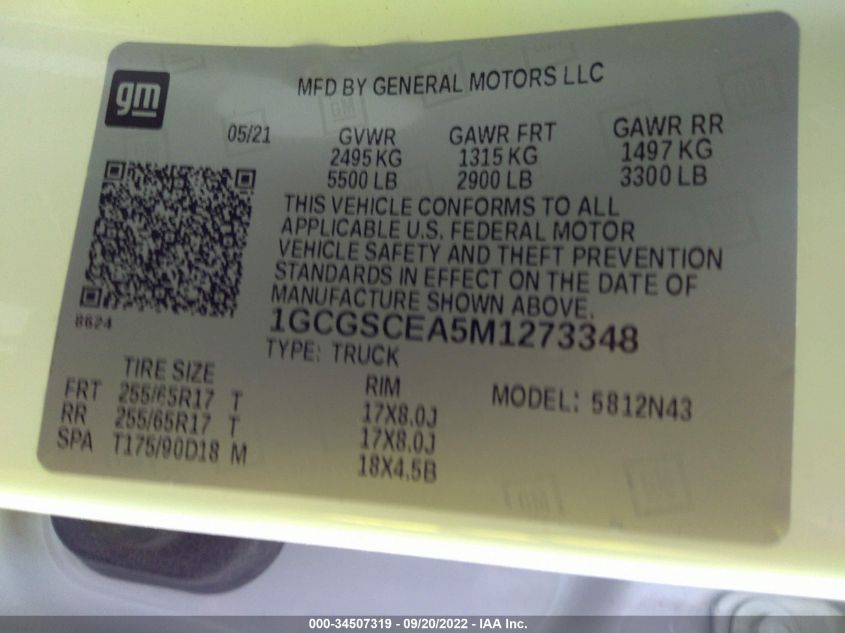 gm
MFD BY GENERAL MOTORS LLC
05/21 GVWR GAWR FRT GAWR RR
2495 KG 1315 KG 1497 KG
5500 LB 2900 LB 3300 LB
THIS VEHICLE CONFORMS TO ALL
APPLICABLE U.S. FEDERAL MOTOR
VEHICLE SAFETY AND THEFT PREVENTION
STANDARDS IN EFFECT ON THE DATE OF
MANUFACTURE SHOWN ABOVE.
8624
1GCGSCEA5M1273348
TYPE: TRUCK
TIRE SIZE RIM MODEL: 5812N43
FRT 255/65R17 T 17X8.0J
RR 255/65R17 T 17X8.0J
SPA T175/90D18 M 18X4.5B
000-34507319 - 09/20/2022 - IAA Inc.